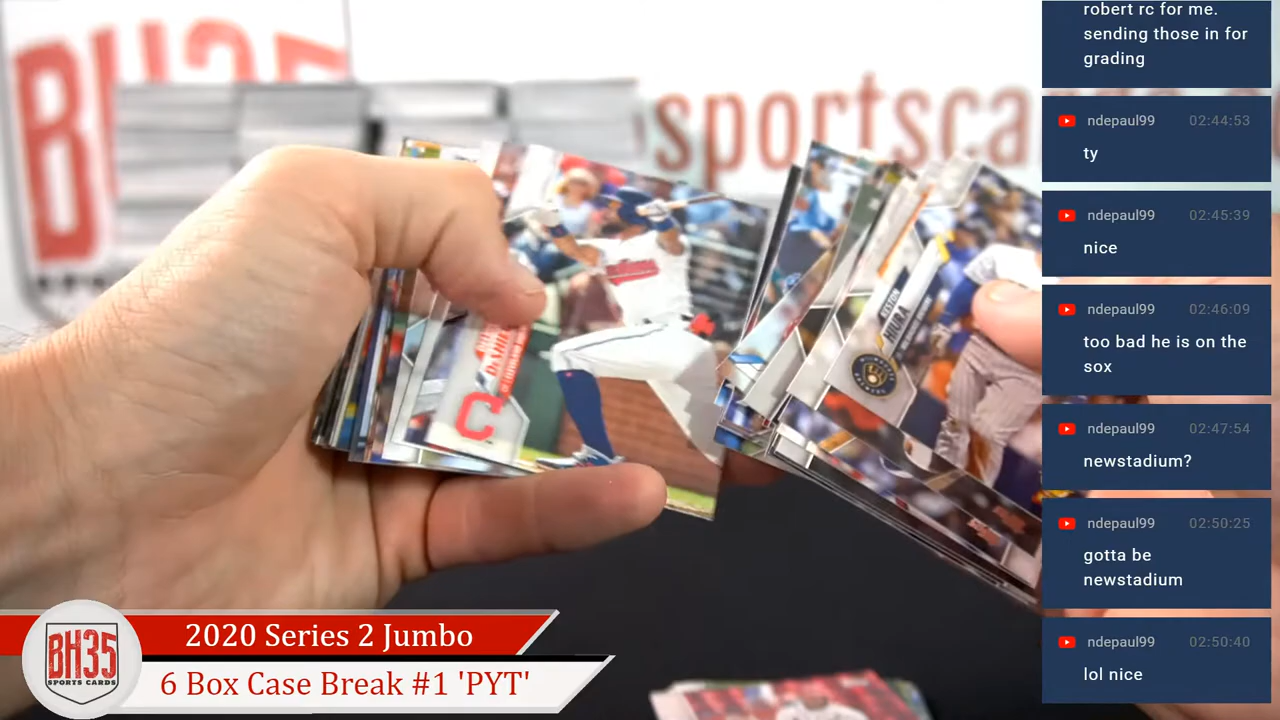 BH35
sportsca
KESTON
HIURA
C
robert rc for me.
sending those in for
grading
ndepaul99 02:44:53
ty
ndepaul99 02:45:39
nice
ndepaul99 02:46:09
too bad he is on the
sox
ndepaul99 02:47:54
newstadium?
ndepaul99 02:50:25
gotta be
newstadium
ndepaul99 02:50:40
lol nice
BH35
SPORTS CARDS
2020 Series 2 Jumbo
6 Box Case Break #1 'PYT'